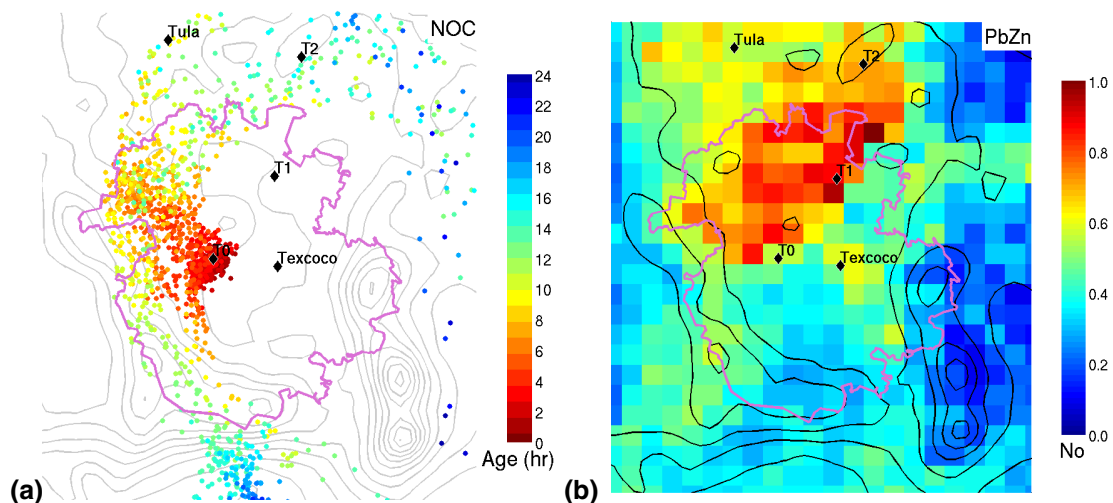 NOC
Tula
T2
T1
T0
Texcoco
24
22
20
18
16
14
12
10
8
6
4
2
0
Age (hr)
(a)
PbZn
Tula
T2
T1
T0
Texcoco
1.0
0.8
0.6
0.4
0.2
0.0
No
(b)